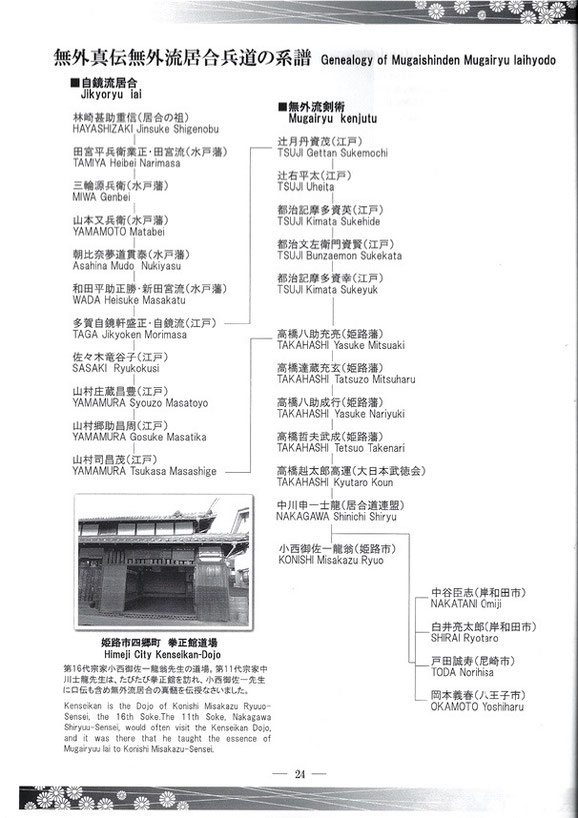 無外真伝無外流居合兵道の系譜 Genealogy of Mugaishinden Mugairyu Iaihyodo
■自鏡流居合
Jikyoryu iai
林崎甚助重信(居合の祖)
HAYASHIZAKI Jinsuke Shigenobu
田宮平兵衛業正・田宮流(水戸藩)
TAMIYA Heibei Narimasa
三輪源兵衛(水戸藩)
MIWA Genbei
山本又兵衛(水戸藩)
YAMAMOTO Matabei
朝比奈夢道貫泰(水戸藩)
Asahina Mudo Nukiyasu
和田平助正勝・新田宮流(水戸藩)
WADA Heisuke Masakatu
多賀自鏡軒盛正・自鏡流(江戸)
TAGA Jikyoken Morimasa
佐々木竜谷子(江戸)
SASAKI Ryukokusi
山村庄蔵昌豊(江戸)
YAMAMURA Syouzo Masatoyo
山村郷助昌周(江戸)
YAMAMURA Gosuke Masatika
山村司昌茂(江戸)
YAMAMURA Tsukasa Masashige
■無外流剣術
Mugairyu kenjutu
辻月丹資茂(江戸)
TSUJI Gettan Sukemochi
辻右平太(江戸)
TSUJI Uheita
都治記摩多資英(江戸)
TSUJI Kimata Sukehide
都治文左衛門資賢(江戸)
TSUJI Bunzaemon Sukekata
都治記摩多資幸(江戸)
TSUJI Kimata Sukeyuk
高橋八助充亮(姫路藩)
TAKAHASHI Yasuke Mitsuaki
高橋達蔵充玄(姫路藩)
TAKAHASHI Tatsuzo Mitsuharu
高橋八助成行(姫路藩)
TAKAHASHI Yasuke Nariyuki
高橋哲夫武成(姫路藩)
TAKAHASHI Tetsuo Takenari
高橋赳太郎高運(大日本武徳会)
TAKAHASHI Kyutaro Koun
中川申一士龍(居合道連盟)
NAKAGAWA Shinichi Shiryu
小西御佐一龍翁(姫路市)
KONISHI Misakazu Ryuo
中谷臣志(岸和田市)
NAKATANI Omiji
白井亮太郎(岸和田市)
SHIRAI Ryotaro
戸田誠寿(尼崎市)
TODA Norihisa
岡本義春(八王子市)
OKAMOTO Yoshiharu
姫路市四郷町 拳正館道場
Himeji City Kenseikan-Dojo
第16代宗家小西御佐一龍翁先生の道場。第11代宗家中
川士龍先生は、たびたび拳正館を訪れ、小西御佐一先生
に口伝も含め無外流居合の真髄を伝授なさいました。
Kenseikan is the Dojo of Konishi Misakazu Ryuuo-
Sensei, the 16th Soke.The 11th Soke, Nakagawa
Shiryuu-Sensei, would often visit the Kenseikan Dojo,
and it was there that he taught the essence of
Mugairyuu Iai to Konishi Misakazu-Sensei.
— 24 —